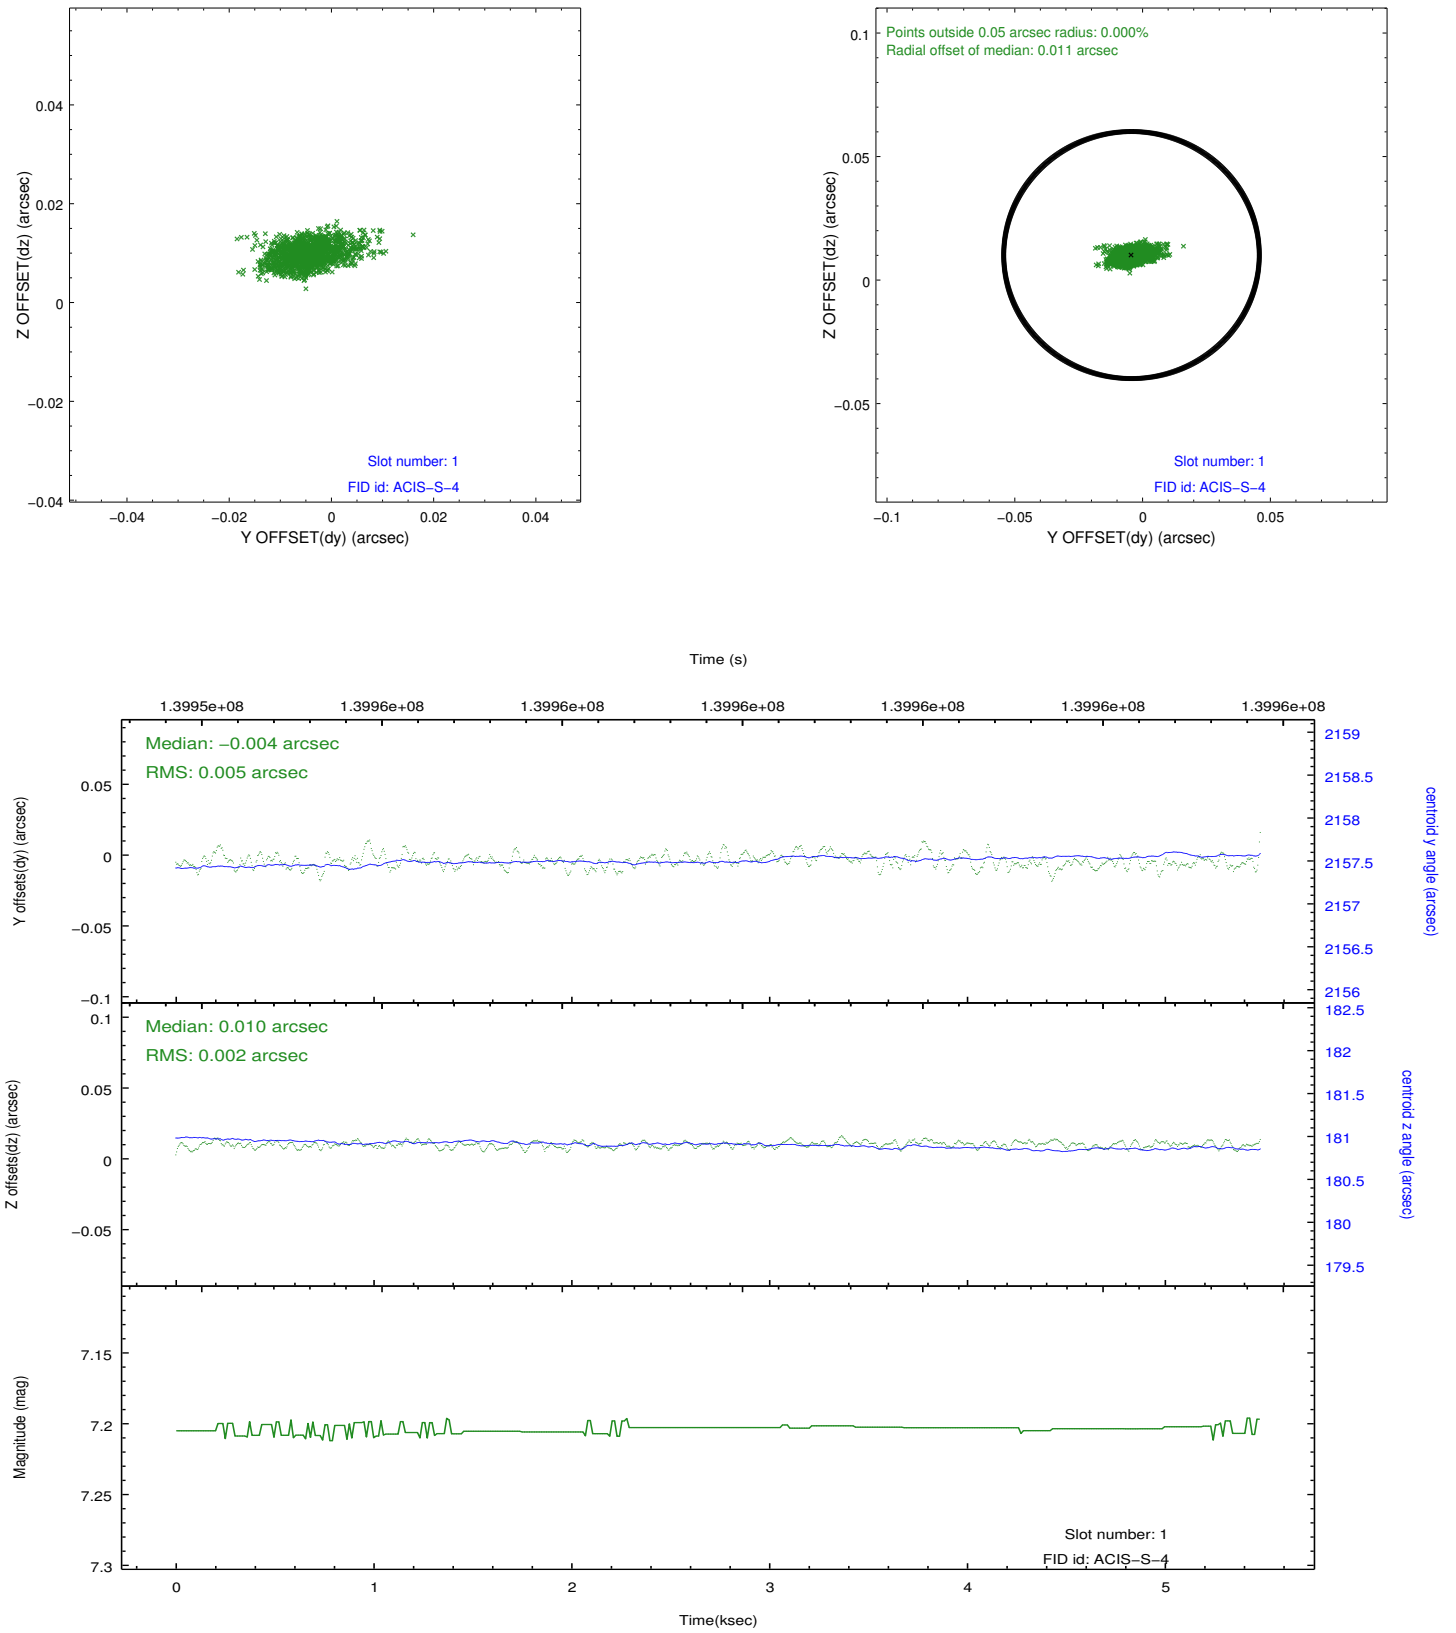 0.04
0.02
0
−0.02
−0.04
Z OFFSET(dz) (arcsec)
−0.04
−0.02
0
0.02
0.04
Y OFFSET(dy) (arcsec)
Slot number: 1
FID id: ACIS−S−4
Points outside 0.05 arcsec radius: 0.000%
Radial offset of median: 0.011 arcsec
0.1
0.05
0
−0.05
Z OFFSET(dz) (arcsec)
−0.1
−0.05
0
0.05
Y OFFSET(dy) (arcsec)
Slot number: 1
FID id: ACIS−S−4
Time (s)
1.3995e+08
1.3996e+08
1.3996e+08
1.3996e+08
1.3996e+08
1.3996e+08
1.3996e+08
Median: −0.004 arcsec
RMS: 0.005 arcsec
0.05
0
−0.05
−0.1
Y offsets(dy) (arcsec)
2159
2158.5
2158
2157.5
2157
2156.5
2156
centroid y angle (arcsec)
Median: 0.010 arcsec
RMS: 0.002 arcsec
0.1
0.05
0
−0.05
Z offsets(dz) (arcsec)
182.5
182
181.5
181
180.5
180
179.5
centroid z angle (arcsec)
7.15
7.2
7.25
7.3
Magnitude (mag)
Slot number: 1
FID id: ACIS−S−4
0
1
2
3
4
5
Time(ksec)